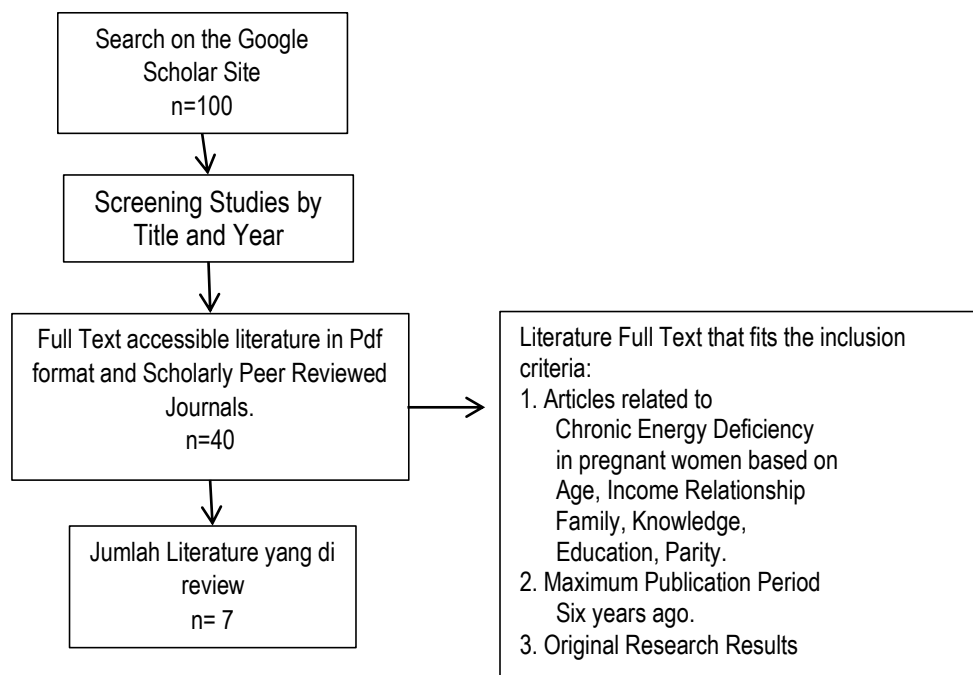 Search on the Google
Scholar Site
n=100
Screening Studies by
Title and Year
Full Text accessible literature in Pdf
format and Scholarly Peer Reviewed
Journals.
n=40
Jumlah Literature yang di
review
n= 7
Literature Full Text that fits the inclusion
criteria:
1. Articles related to
Chronic Energy Deficiency
in pregnant women based on
Age, Income Relationship
Family, Knowledge,
Education, Parity.
2. Maximum Publication Period
Six years ago.
3. Original Research Results